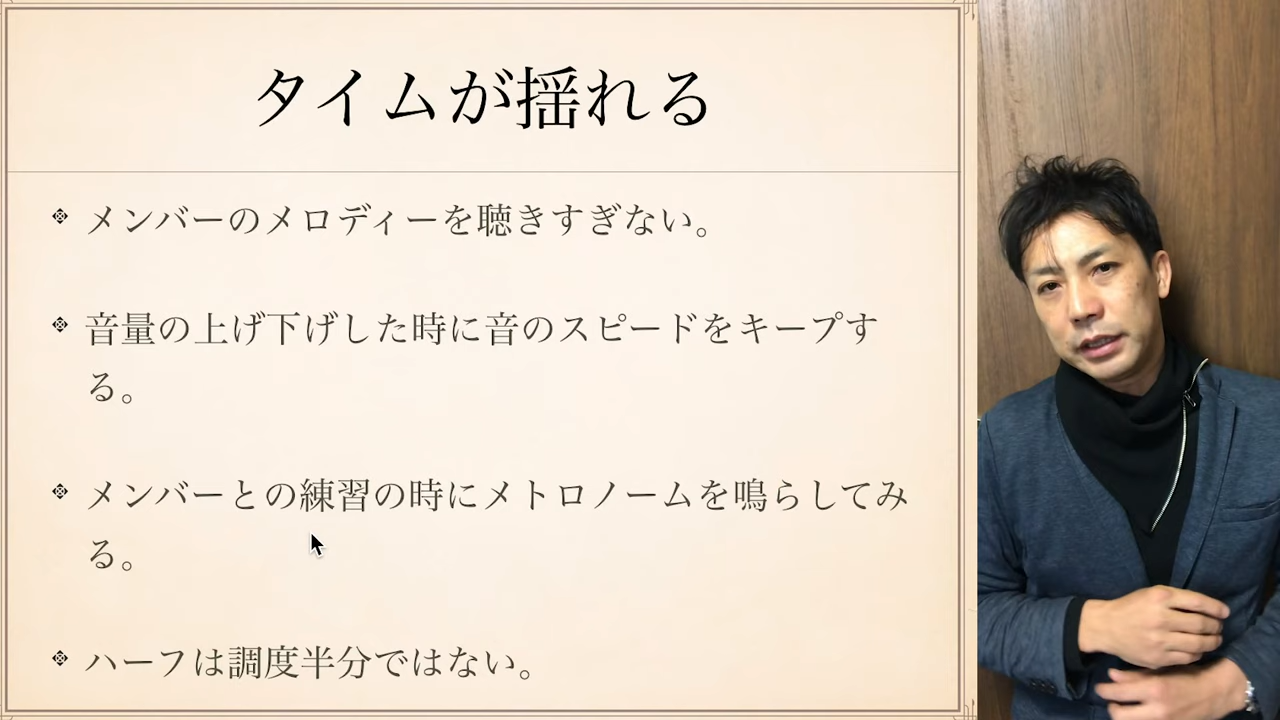 タイムが揺れる
メンバーのメロディーを聴きすぎない。
音量の上げ下げした時に音のスピードをキープす
る。
メンバーとの練習の時にメトロノームを鳴らしてみ
る。
ハーフは調度半分ではない。